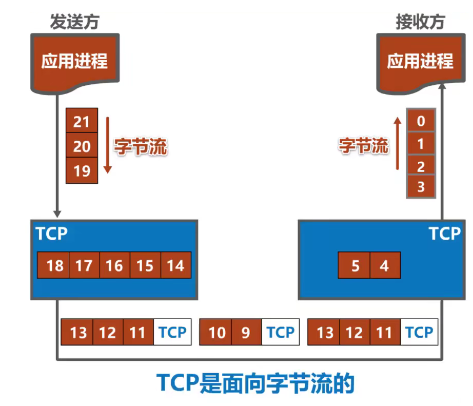 发送方
接收方
应用进程
应用进程
21
20
19
字节流
字节流
0
1
2
3
TCP
18 17 16 15 14
TCP
5 4
13 12 11 TCP
10 9 TCP
13 12 11 TCP
TCP是面向字节流的